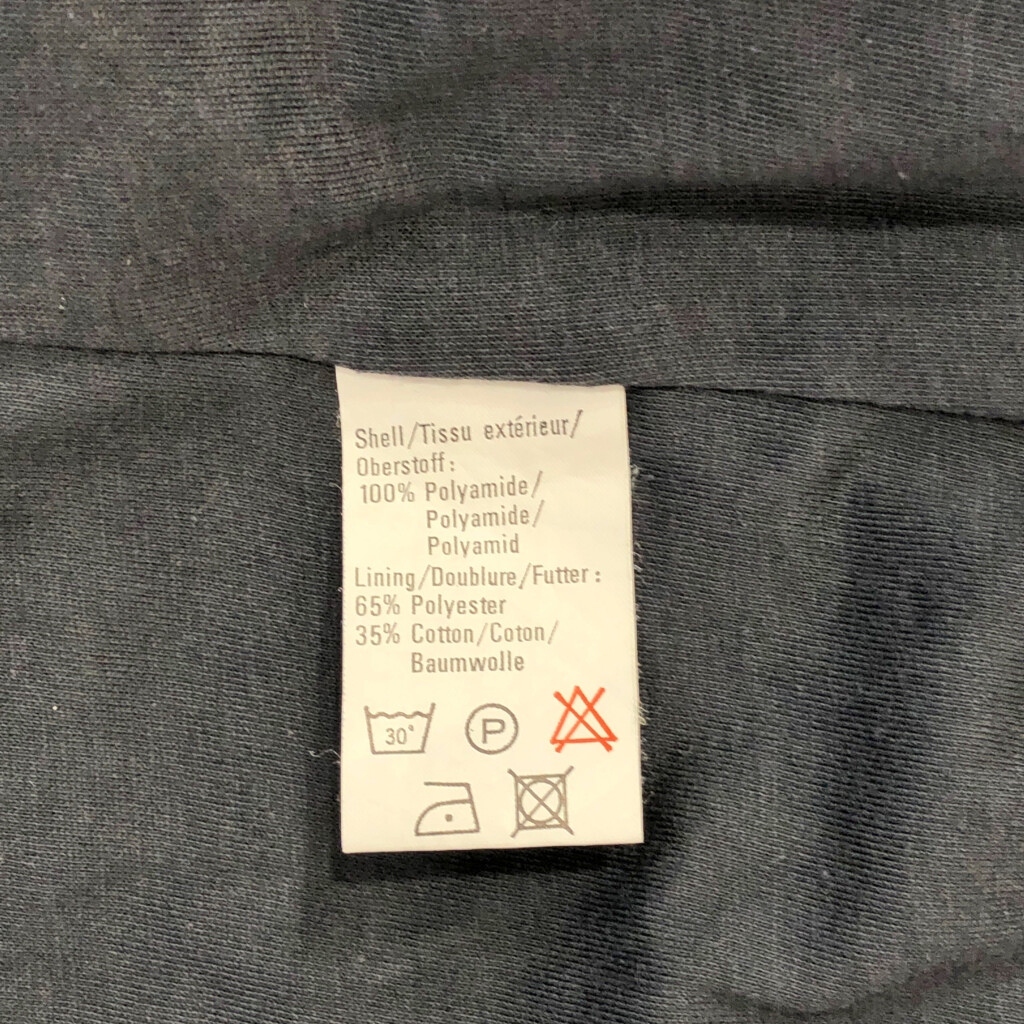 Shell/Tissu extérieur/
Oberstoff:
100% Polyamide/
Polyamide/
Polyamid
Lining/Doublure/Futter:
65% Polyester
35% Cotton/Coton/
Baumwolle
30° P